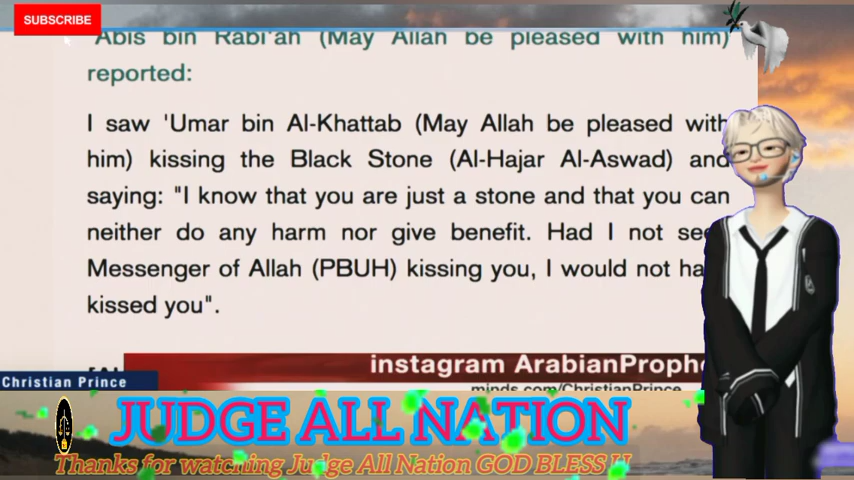 SUBSCRIBE
'Abis bin Rabi'ah (May Allah be pleased with him)
reported:
I saw 'Umar bin Al-Khattab (May Allah be pleased with
him) kissing the Black Stone (Al-Hajar Al-Aswad) and
saying: "I know that you are just a stone and that you can
neither do any harm nor give benefit. Had I not se
Messenger of Allah (PBUH) kissing you, I would not ha
kissed you".
instagram ArabianProphe
minds.com/ChristianPrince
Christian Prince
JUDGE ALL NATION
Thanks for watching Judge All Nation GOD BLESS U